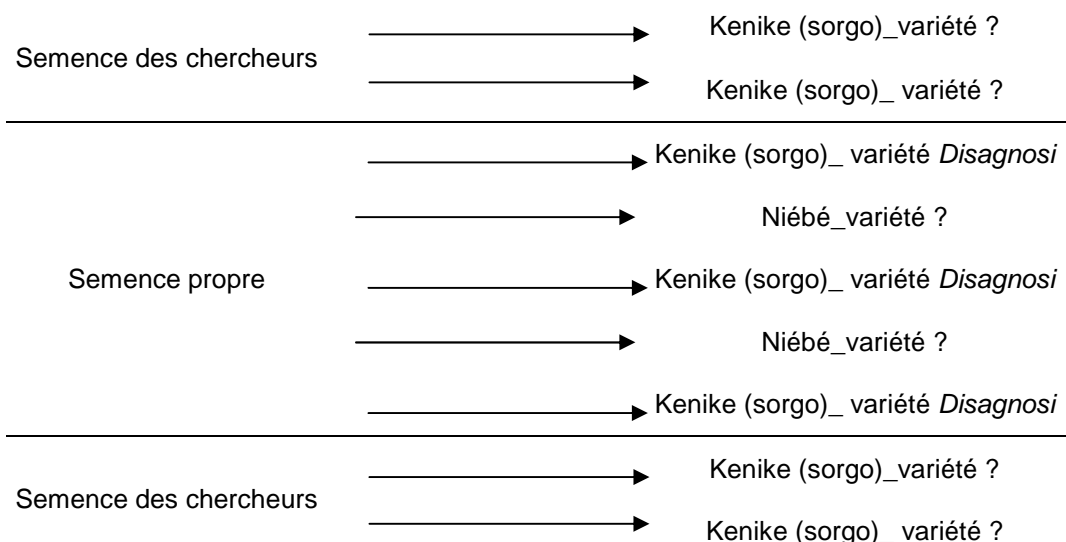 Semence des chercheurs
Kenike (sorgo)_variété ?
Kenike (sorgo)_ variété ?
Semence propre
Kenike (sorgo)_ variété Disagnosi
Niébé_variété ?
Kenike (sorgo)_ variété Disagnosi
Niébé_variété ?
Kenike (sorgo)_ variété Disagnosi
Semence des chercheurs
Kenike (sorgo)_variété ?
Kenike (sorgo)_ variété ?